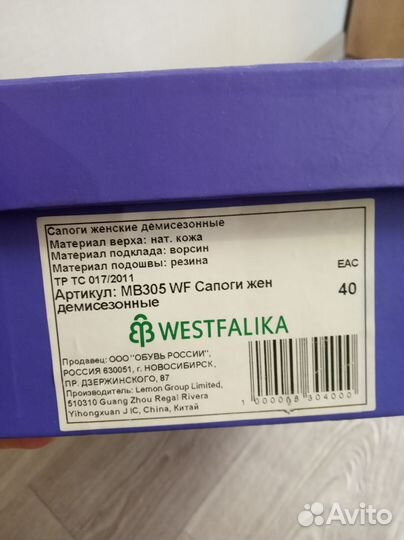 Сапоги женские демисезонные
Материал верха: нат. кожа
Материал подклада: ворсин
Материал подошвы: резина
ТР ТС 017/2011
EAC
Артикул: MB305 WF Сапоги жен
демисезонные
40
WESTFALIKA
Продавец: ООО "ОБУВЬ РОССИИ",
РОССИЯ 630051, г. НОВОСИБИРСК,
ПР. ДЗЕРЖИНСКОГО, 87
Производитель: Lemon Group Limited,
510310 Guang Zhou Regal Rivera
Yihongxuan J IC, China, Китай
Avito